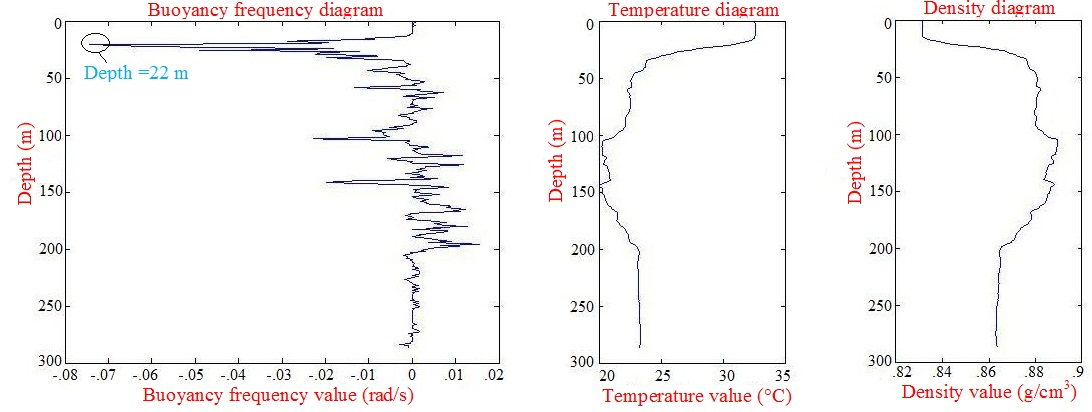 Buoyancy frequency diagram
Depth =22 m
Depth (m)
0
50
100
150
200
250
300
-.08 -.07 -.06 -.05 -.04 -.03 -.02 -.01 0 .01 .02
Buoyancy frequency value (rad/s)
Temperature diagram
Depth (m)
0
50
100
150
200
250
300
20 25 30 35
Temperature value (°C)
Density diagram
Depth (m)
0
50
100
150
200
250
300
.82 .84 .86 .88 .9
Density value (g/cm³)